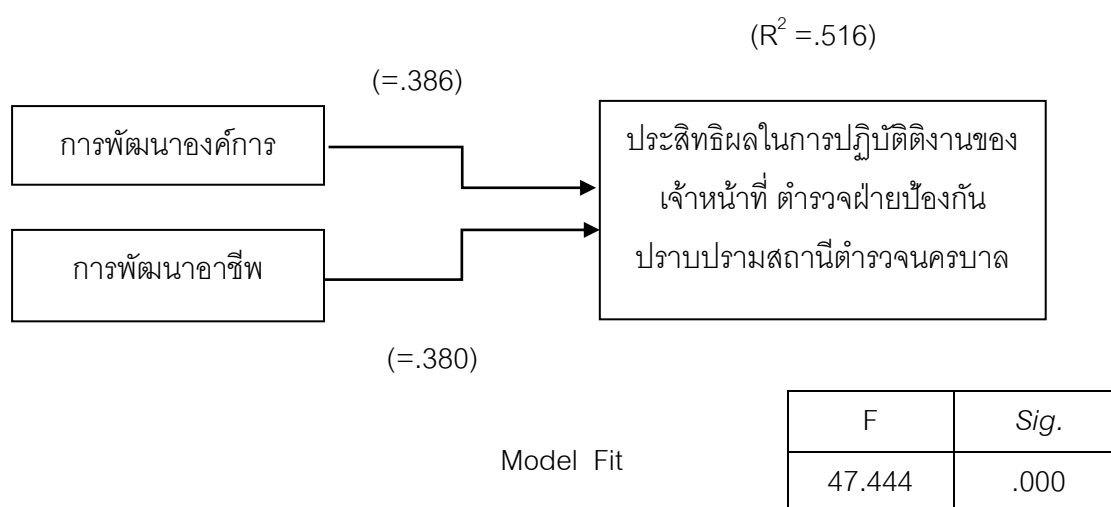 (R² =.516)
(=.386)
การพัฒนาองค์การ
ประสิทธิผลในการปฏิบัติติงานของ
เจ้าหน้าที่ ตำรวจฝ่ายป้องกัน
ปราบปรามสถานีตำรวจนครบาล
การพัฒนาอาชีพ
(=.380)
F Sig.
Model Fit
47.444 .000